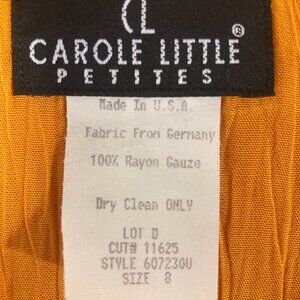 CL
CAROLE LITTLE®
PETITES
Made In U.S.A.
Fabric From Germany
100% Rayon Gauze
Dry Clean ONLY
LOT D
CUT# 11625
STYLE 607230U
SIZE 8